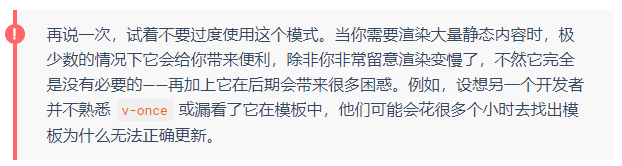 再说一次，试着不要过度使用这个模式。当你需要渲染大量静态内容时，极
少数的情况下它会给你带来便利，除非你非常留意渲染变慢了，不然它完全
是没有必要的——再加上它在后期会带来很多困惑。例如，设想另一个开发者
并不熟悉 v-once 或漏看了它在模板中，他们可能会花很多个小时去找出模
板为什么无法正确更新。